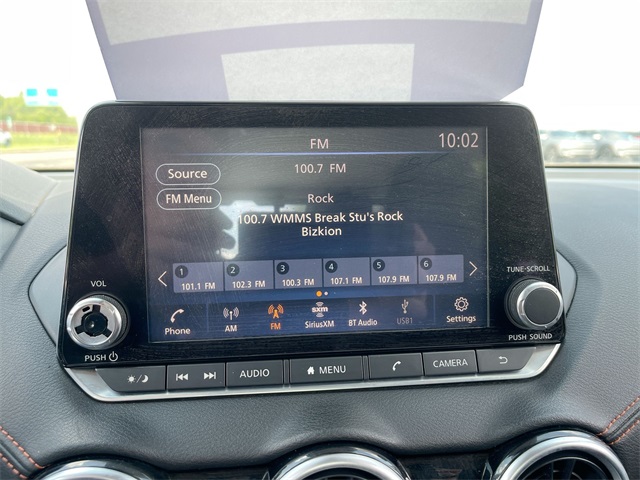 FM
10:02
Source
100.7 FM
FM Menu
Rock
100.7 WMMS Break Stu's Rock
Bizkion
1 2 3 4 5 6
101.1 FM 102.3 FM 100.3 FM 107.1 FM 107.9 FM 107.9 FM
Phone AM FM sxm SiriusXM BT Audio USB1 Settings
VOL
PUSH
TUNE·SCROLL
PUSH SOUND
AUDIO MENU CAMERA